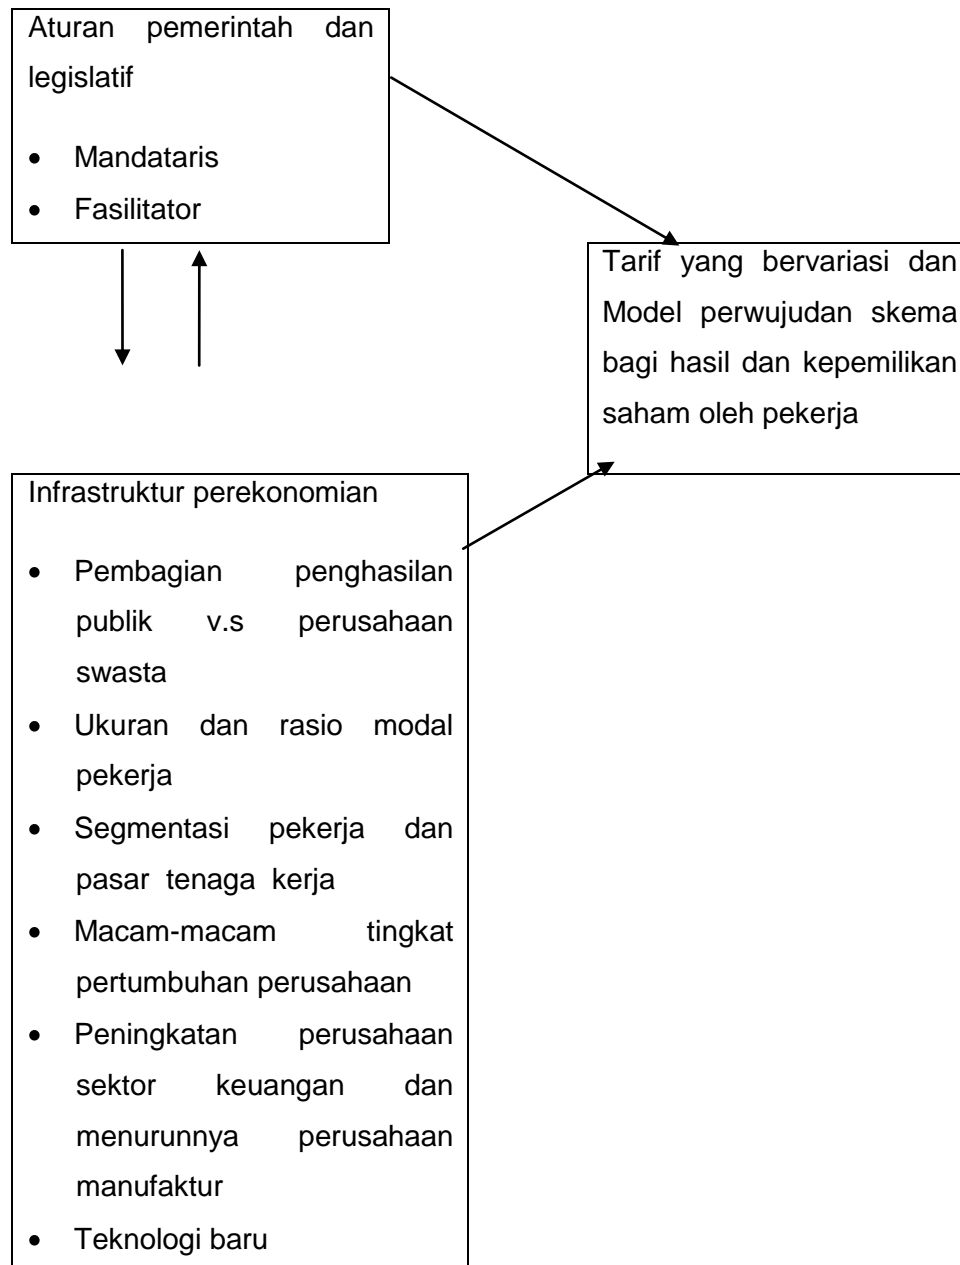 Aturan pemerintah dan
legislatif
• Mandataris
• Fasilitator
Tarif yang bervariasi dan
Model perwujudan skema
bagi hasil dan kepemilikan
saham oleh pekerja
Infrastruktur perekonomian
• Pembagian penghasilan
publik v.s perusahaan
swasta
• Ukuran dan rasio modal
pekerja
• Segmentasi pekerja dan
pasar tenaga kerja
• Macam-macam tingkat
pertumbuhan perusahaan
• Peningkatan perusahaan
sektor keuangan dan
menurunnya perusahaan
manufaktur
• Teknologi baru